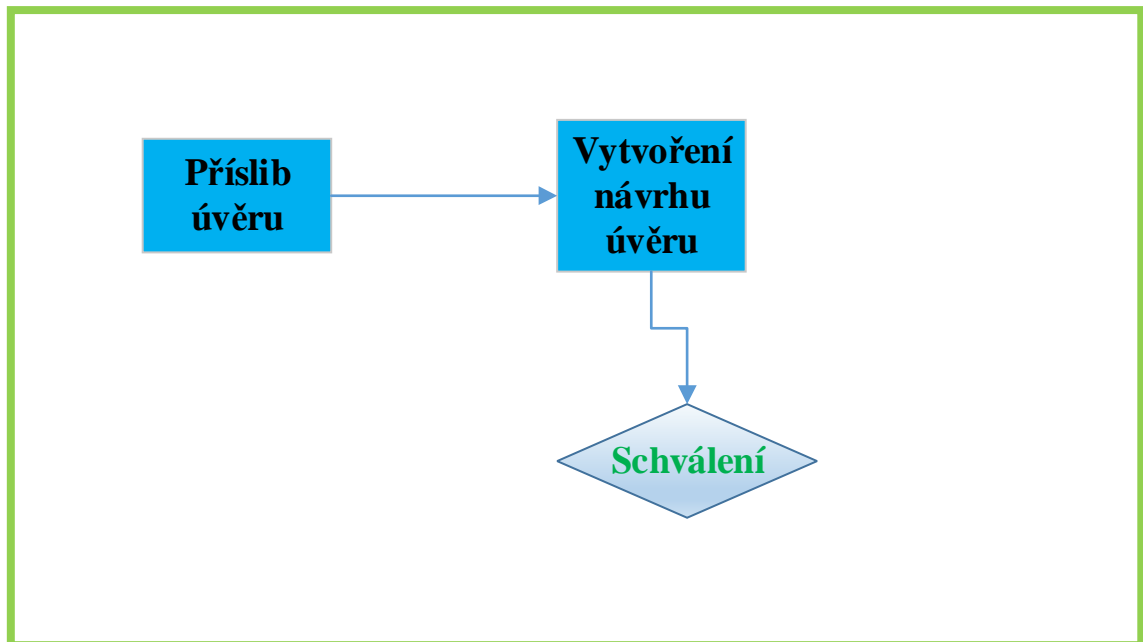 Příslib
úvěru
Vytvoření
návrhu
úvěru
Schválení